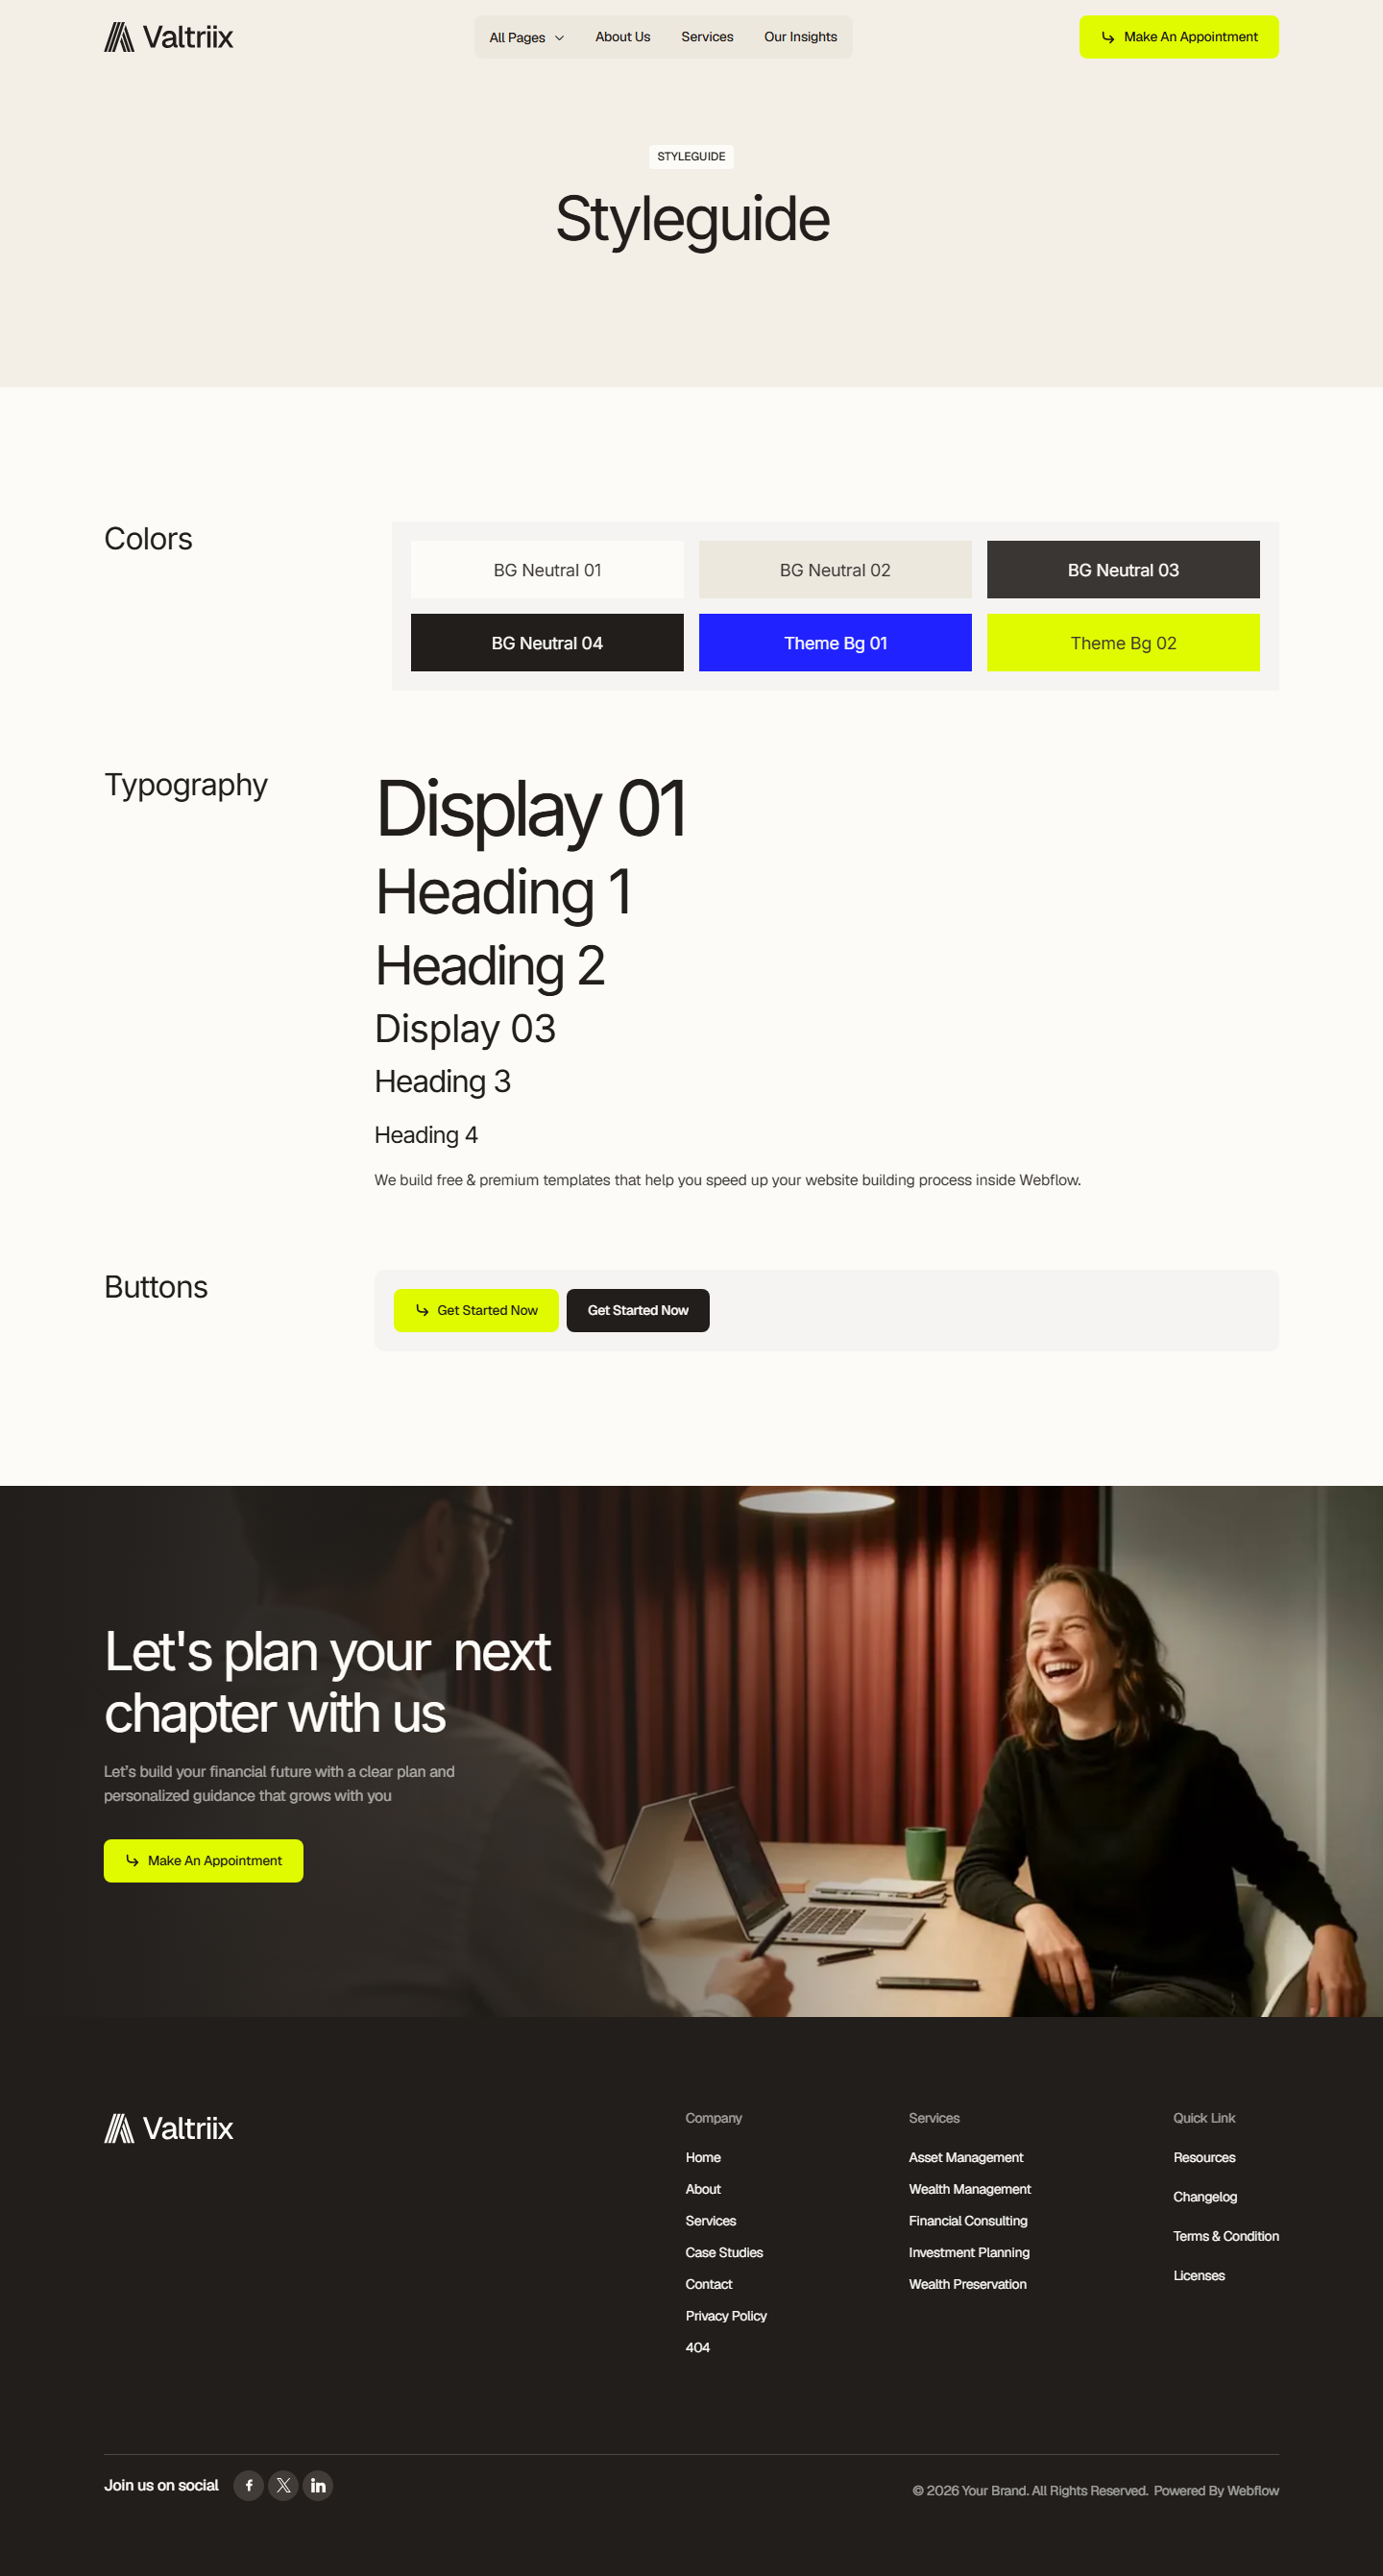 Valtriix
All Pages
About Us
Services
Our Insights
Make An Appointment
STYLEGUIDE
Styleguide
Colors
BG Neutral 01
BG Neutral 02
BG Neutral 03
BG Neutral 04
Theme Bg 01
Theme Bg 02
Typography
Display 01
Heading 1
Heading 2
Display 03
Heading 3
Heading 4
We build free & premium templates that help you speed up your website building process inside Webflow.
Buttons
Get Started Now
Get Started Now
Let's plan your next
chapter with us
Let's build your financial future with a clear plan and
personalized guidance that grows with you
Make An Appointment
Valtriix
Company
Home
About
Services
Case Studies
Contact
Privacy Policy
404
Services
Asset Management
Wealth Management
Financial Consulting
Investment Planning
Wealth Preservation
Quick Link
Resources
Changelog
Terms & Condition
Licenses
Join us on social
© 2026 Your Brand. All Rights Reserved. Powered By Webflow